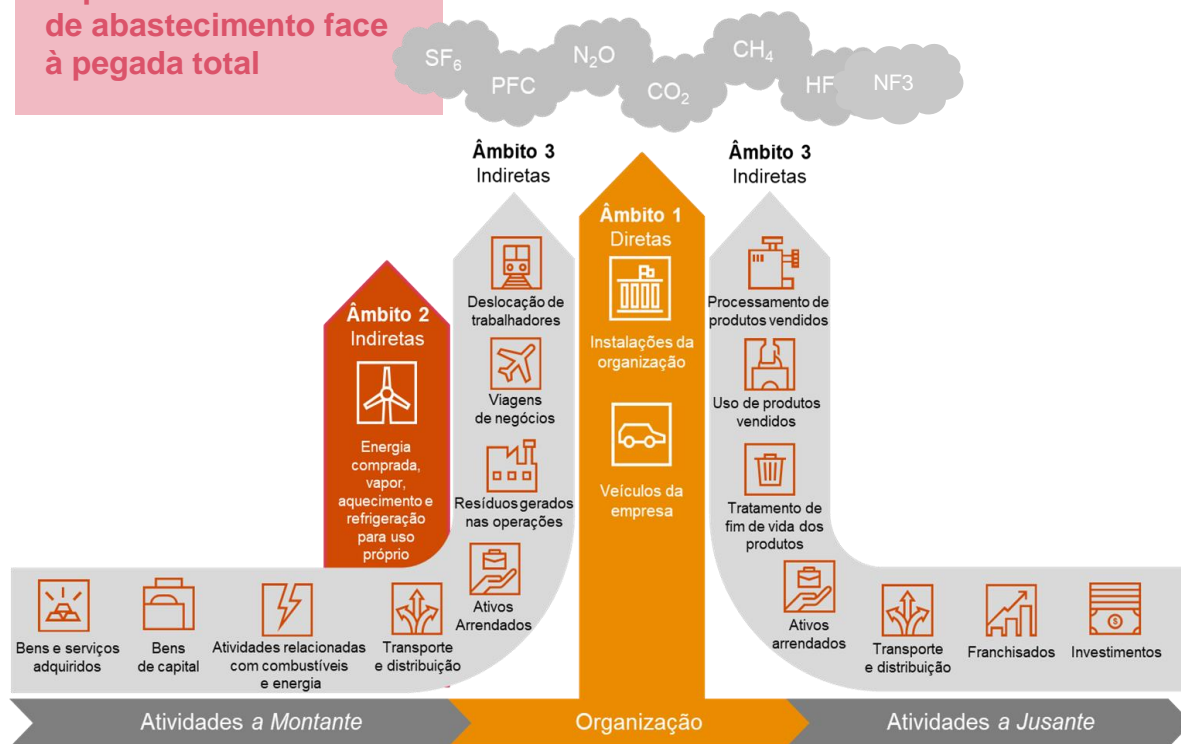 de abastecimento face
à pegada total
SF6
PFC
N2O
CO2
CH4
HF
NF3
Âmbito 3
Indiretas
Âmbito 3
Indiretas
Âmbito 1
Diretas
Instalações da
organização
Veículos da
empresa
Âmbito 2
Indiretas
Energia
comprada,
vapor,
aquecimento e
refrigeração
para uso
próprio
Deslocação de
trabalhadores
Viagens
de negócios
Resíduos gerados
nas operações
Ativos
Arrendados
Processamento de
produtos vendidos
Uso de produtos
vendidos
Tratamento de
fim de vida dos
produtos
Ativos
arrendados
Bens e serviços
adquiridos
Bens
de capital
Atividades relacionadas
com combustíveis
e energia
Transporte
e distribuição
Transporte
e distribuição
Franchisados
Investimentos
Atividades a Montante
Organização
Atividades a Jusante